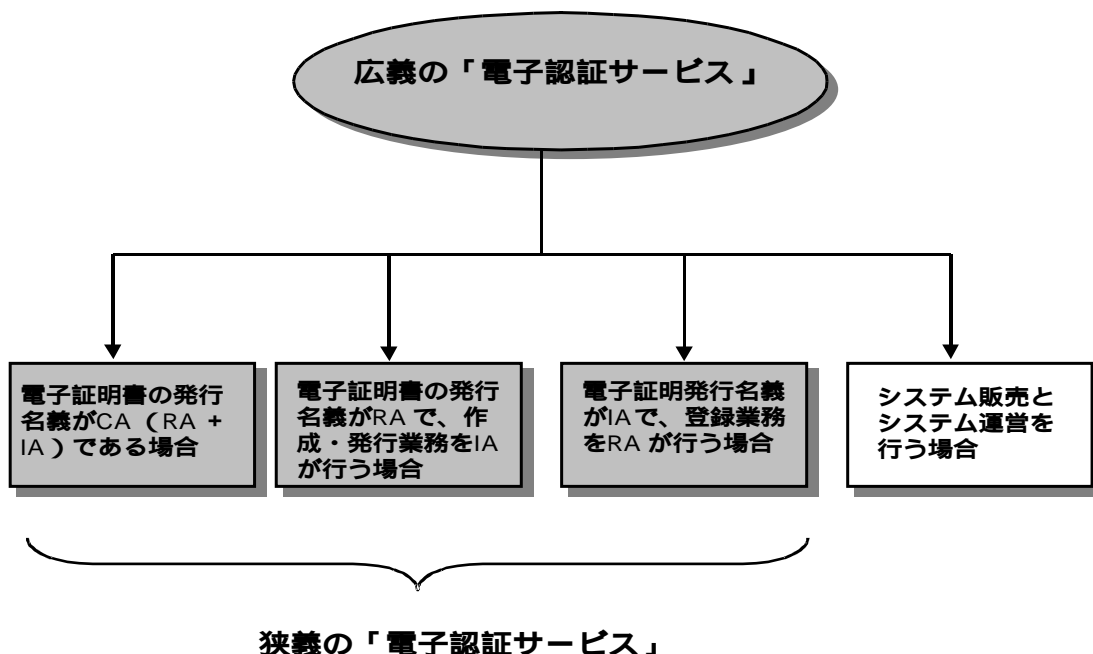 広義の「電子認証サービス」
電子証明書の発行
名義がCA（RA +
IA）である場合
電子証明書の発行
名義がRA で、作
成・発行業務をIA
が行う場合
電子証明発行名義
がIAで、登録業務
をRA が行う場合
システム販売と
システム運営を
行う場合
狭義の「電子認証サービス」